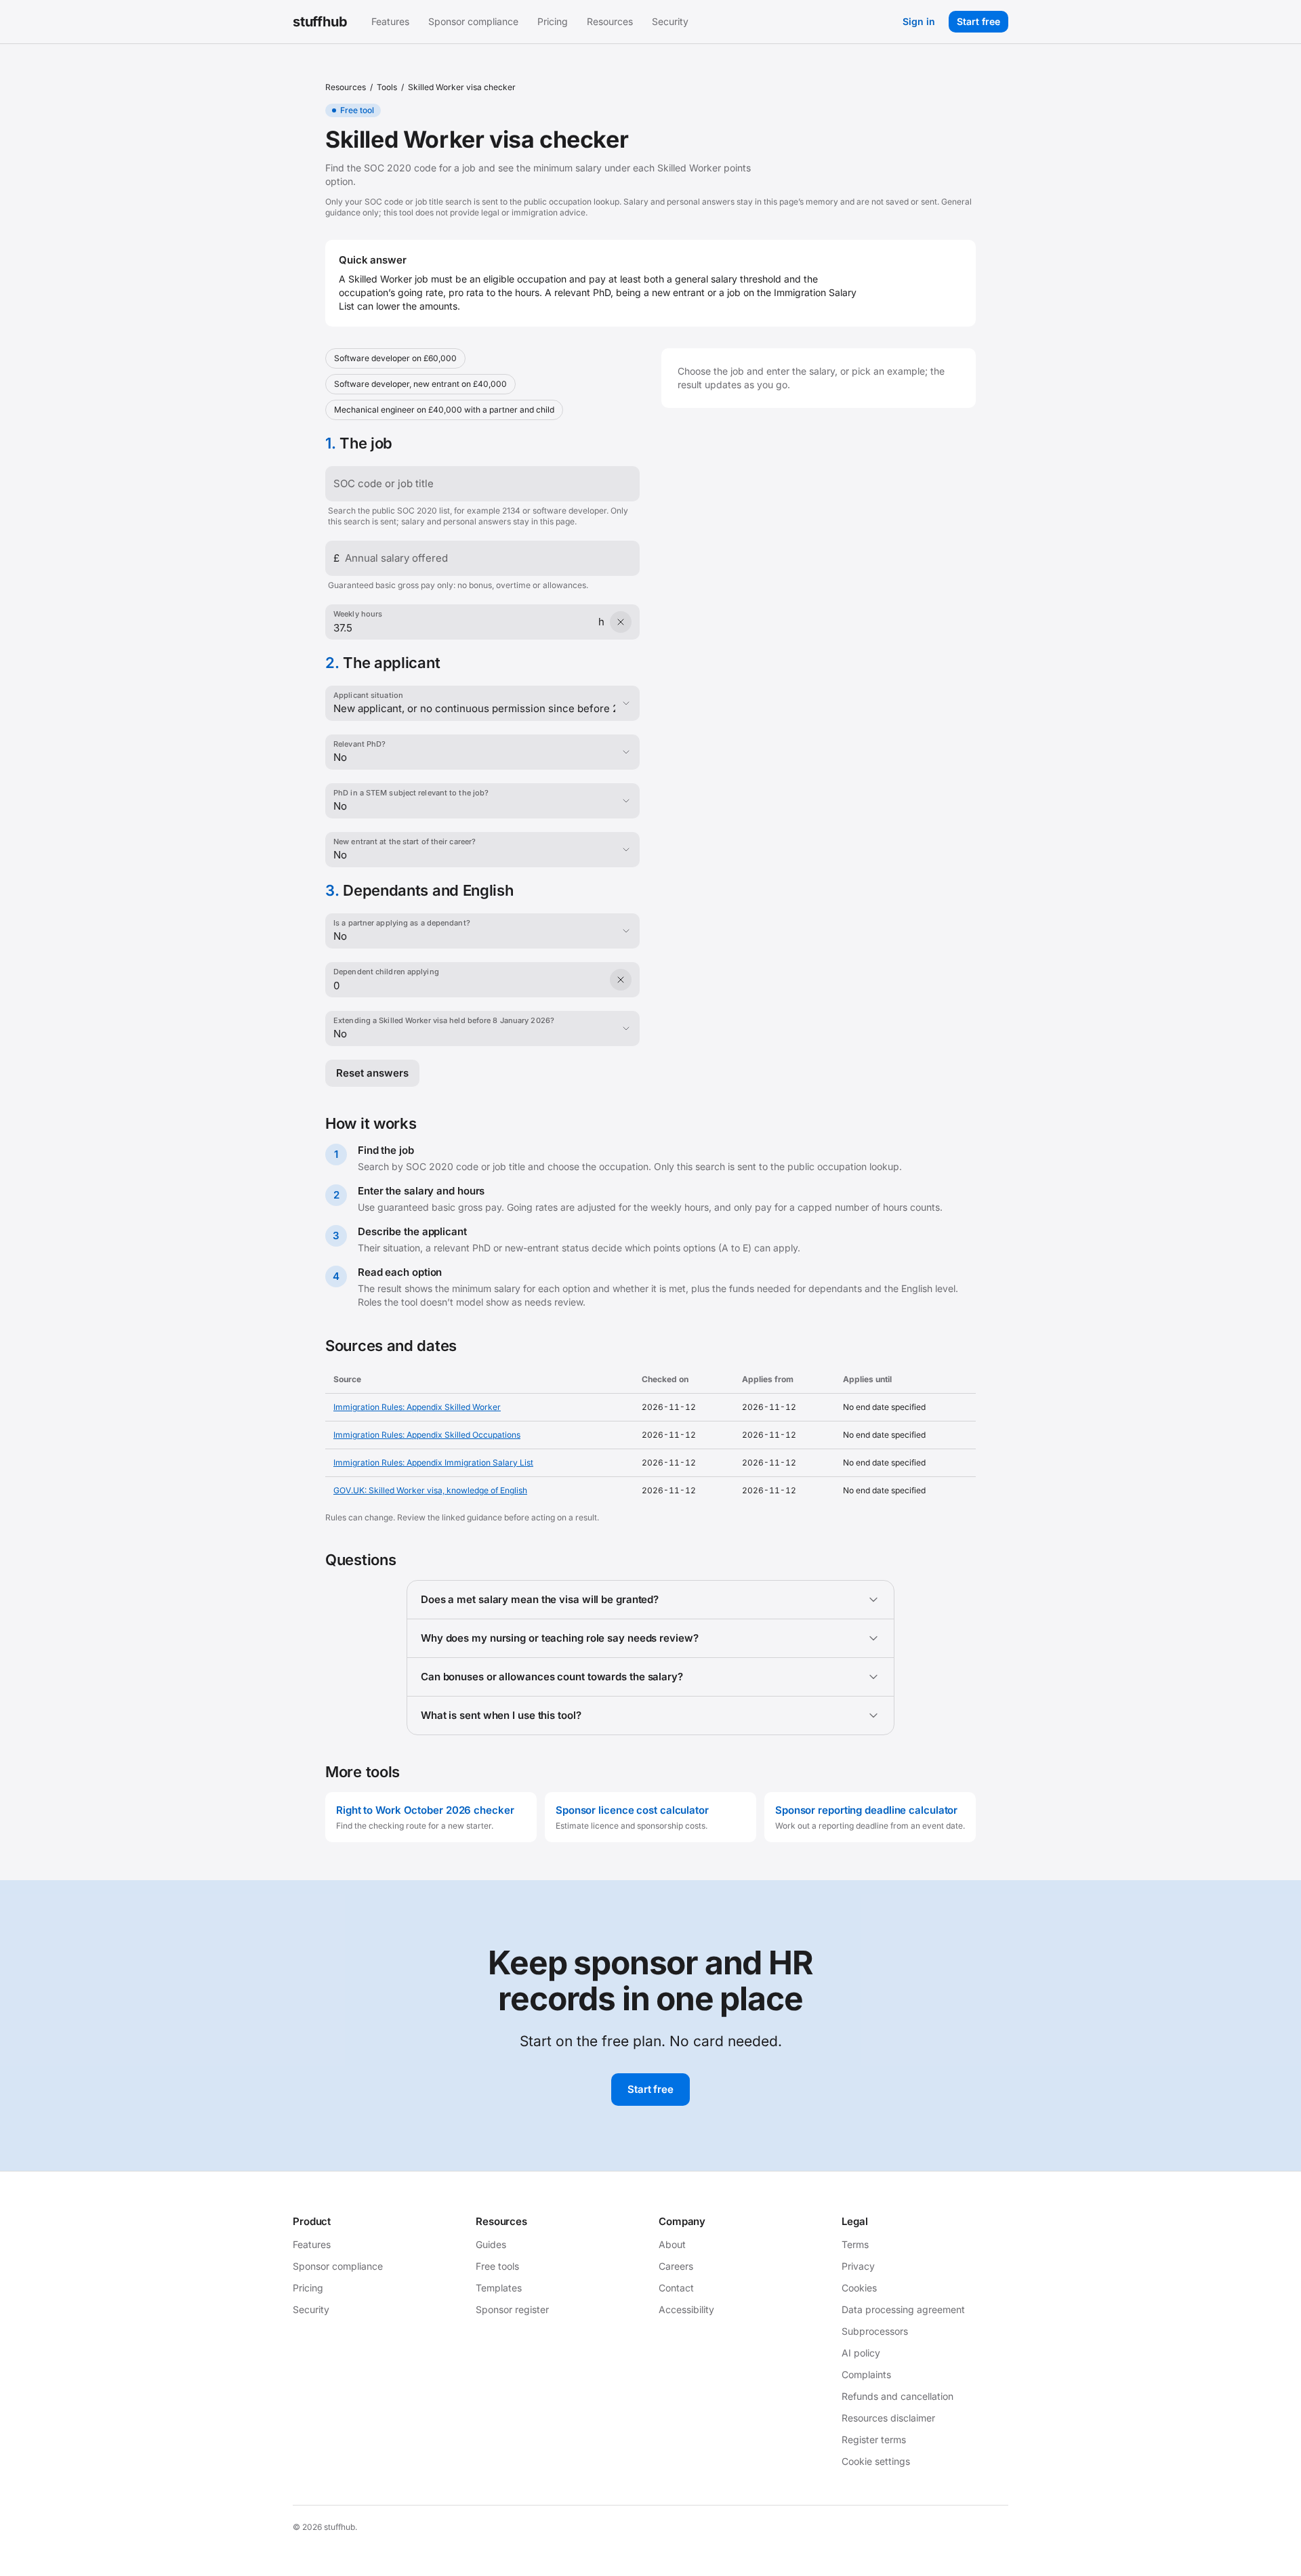 stuffhub Features Sponsor compliance Pricing Resources Security Sign in Start free
Resources / Tools / Skilled Worker visa checker
Free tool
Skilled Worker visa checker
Find the SOC 2020 code for a job and see the minimum salary under each Skilled Worker points
option.
Only your SOC code or job title search is sent to the public occupation lookup. Salary and personal answers stay in this page's memory and are not saved or sent. General
guidance only; this tool does not provide legal or immigration advice.
Quick answer
A Skilled Worker job must be an eligible occupation and pay at least both a general salary threshold and the
occupation's going rate, pro rata to the hours. A relevant PhD, being a new entrant or a job on the Immigration Salary
List can lower the amounts.
Software developer on £60,000
Software developer, new entrant on £40,000
Mechanical engineer on £40,000 with a partner and child
Choose the job and enter the salary, or pick an example; the
result updates as you go.
1. The job
SOC code or job title
Search the public SOC 2020 list, for example 2134 or software developer. Only
this search is sent; salary and personal answers stay in this page.
£ Annual salary offered
Guaranteed basic gross pay only: no bonus, overtime or allowances.
Weekly hours
37.5 h
2. The applicant
Applicant situation
New applicant, or no continuous permission since before
Relevant PhD?
No
PhD in a STEM subject relevant to the job?
No
New entrant at the start of their career?
No
3. Dependants and English
Is a partner applying as a dependant?
No
Dependent children applying
0
Extending a Skilled Worker visa held before 8 January 2026?
No
Reset answers
How it works
1 Find the job
Search by SOC 2020 code or job title and choose the occupation. Only this search is sent to the public occupation lookup.
2 Enter the salary and hours
Use guaranteed basic gross pay. Going rates are adjusted for the weekly hours, and only pay for a capped number of hours counts.
3 Describe the applicant
Their situation, a relevant PhD or new-entrant status decide which points options (A to E) can apply.
4 Read each option
The result shows the minimum salary for each option and whether it is met, plus the funds needed for dependants and the English level.
Roles the tool doesn't model show as needs review.
Sources and dates
Source Checked on Applies from Applies until
Immigration Rules: Appendix Skilled Worker 2026-11-12 2026-11-12 No end date specified
Immigration Rules: Appendix Skilled Occupations 2026-11-12 2026-11-12 No end date specified
Immigration Rules: Appendix Immigration Salary List 2026-11-12 2026-11-12 No end date specified
GOV.UK: Skilled Worker visa, knowledge of English 2026-11-12 2026-11-12 No end date specified
Rules can change. Review the linked guidance before acting on a result.
Questions
Does a met salary mean the visa will be granted?
Why does my nursing or teaching role say needs review?
Can bonuses or allowances count towards the salary?
What is sent when I use this tool?
More tools
Right to Work October 2026 checker
Find the checking route for a new starter.
Sponsor licence cost calculator
Estimate licence and sponsorship costs.
Sponsor reporting deadline calculator
Work out a reporting deadline from an event date.
Keep sponsor and HR
records in one place
Start on the free plan. No card needed.
Start free
Product
Features
Sponsor compliance
Pricing
Security
Resources
Guides
Free tools
Templates
Sponsor register
Company
About
Careers
Contact
Accessibility
Legal
Terms
Privacy
Cookies
Data processing agreement
Subprocessors
AI policy
Complaints
Refunds and cancellation
Resources disclaimer
Register terms
Cookie settings
© 2026 stuffhub.